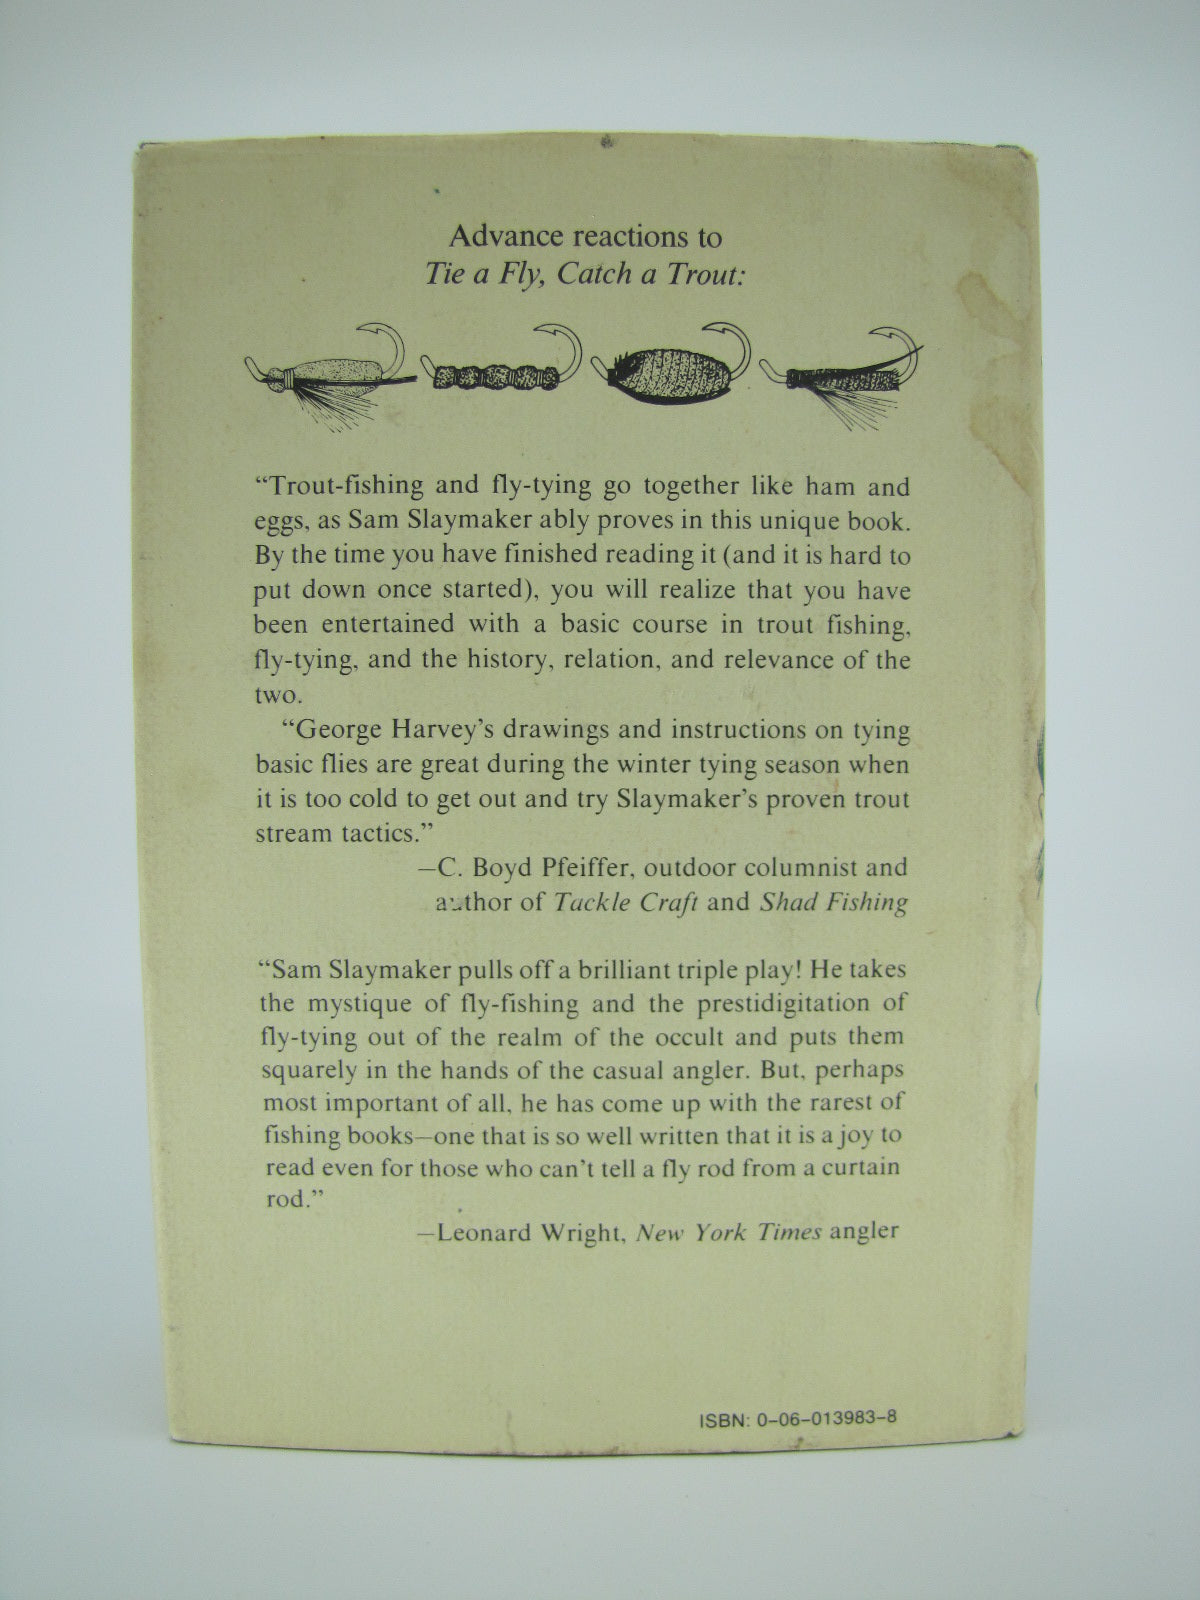 Advance reactions to
Tie a Fly, Catch a Trout:
“Trout-fishing and fly-tying go together like ham and
eggs, as Sam Slaymaker ably proves in this unique book.
By the time you have finished reading it (and it is hard to
put down once started), you will realize that you have
been entertained with a basic course in trout fishing,
fly-tying, and the history, relation, and relevance of the
two.
“George Harvey’s drawings and instructions on tying
basic flies are great during the winter tying season when
it is too cold to get out and try Slaymaker’s proven trout
stream tactics.”
—C. Boyd Pfeiffer, outdoor columnist and
author of Tackle Craft and Shad Fishing
“Sam Slaymaker pulls off a brilliant triple play! He takes
the mystique of fly-fishing and the prestidigitation of
fly-tying out of the realm of the occult and puts them
squarely in the hands of the casual angler. But, perhaps
most important of all, he has come up with the rarest of
fishing books—one that is so well written that it is a joy to
read even for those who can’t tell a fly rod from a curtain
rod.”
—Leonard Wright, New York Times angler
ISBN: 0-06-013983-8